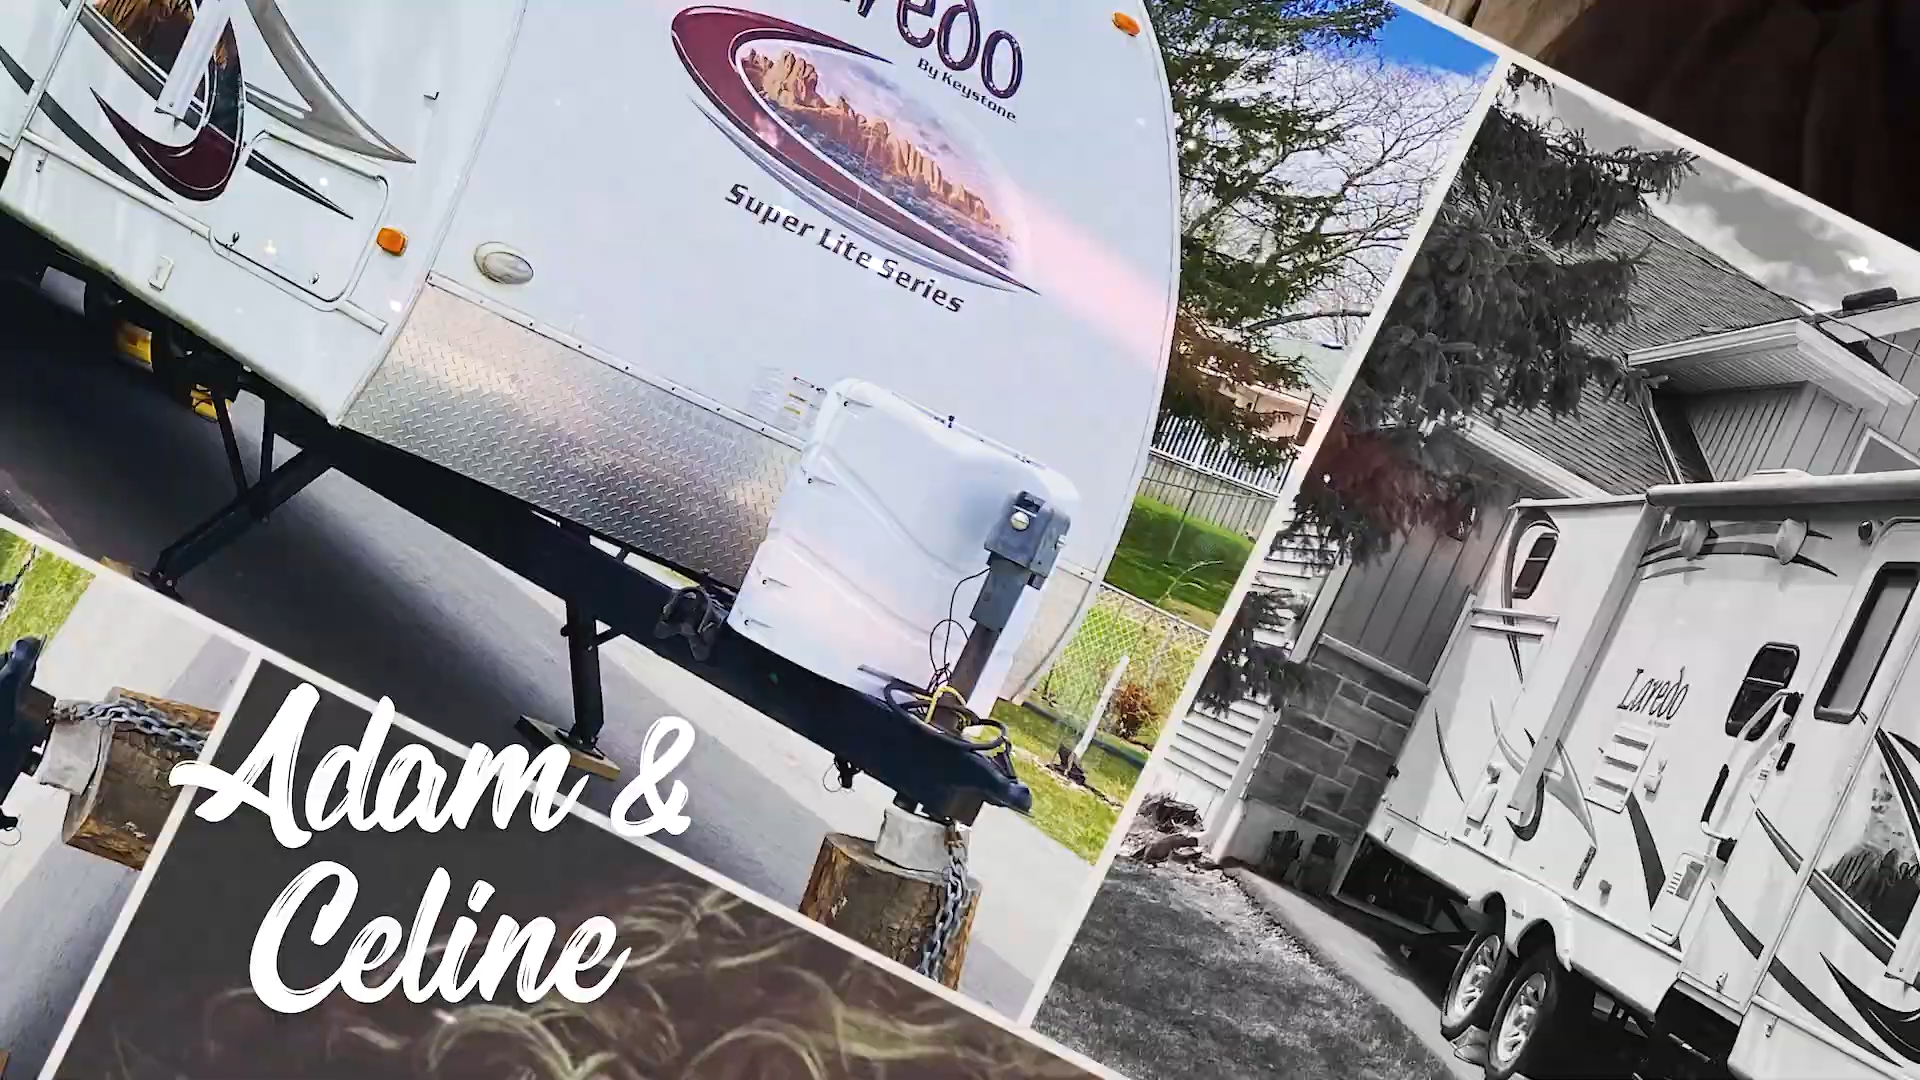 Laredo
By Keystone
Super Lite Series
Laredo
Adam &
Celine